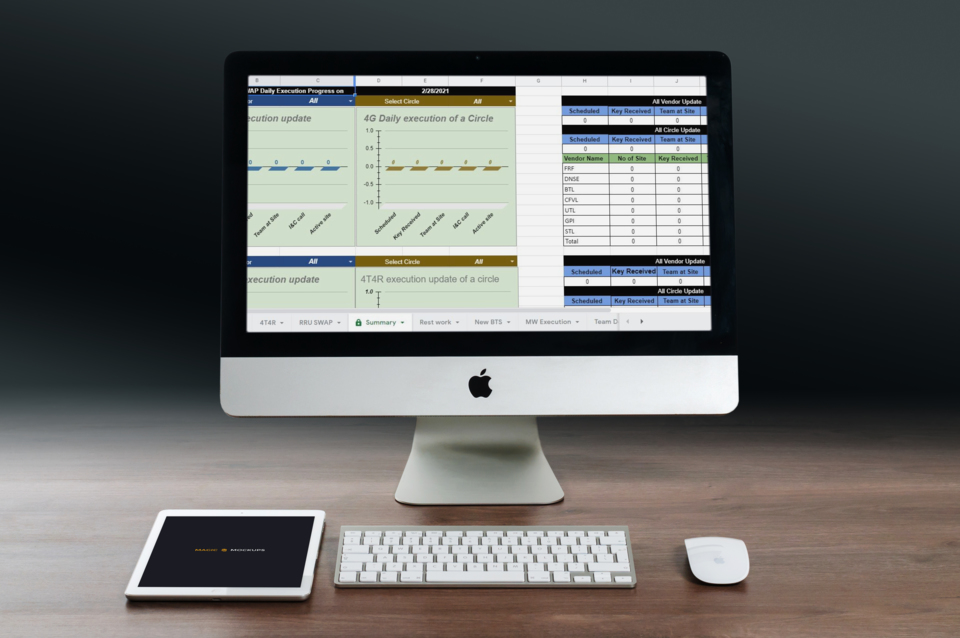 B C D E F G H I J
WAP Daily Execution Progress on 2/28/2021
All Select Circle All
ecution update
4G Daily execution of a Circle
1.0
0.5
0.0
-0.5
-1.0
0 0 0 0
0 0 0 0 0
Team at Site I&C call Active site
Scheduled Key Received Team at Site I&C call Active site
All Select Circle All
xecution update
4T4R execution update of a circle
1.0
All Vendor Update
Scheduled Key Received Team at Site
0 0 0
All Circle Update
Scheduled Key Received Team at Site
0 0 0
Vendor Name No of Site Key Received
FRF 0 0
DNSE 0 0
BTL 0 0
CFVL 0 0
UTL 0 0
GPI 0 0
STL 0 0
Total 0 0
All Vendor Update
Scheduled Key Received Team at Site
0 0 0
All Circle Update
Scheduled Key Received Team at Site
4T4R RRU SWAP Summary Rest work New BTS MW Execution Team D
MAGIC MOCKUPS